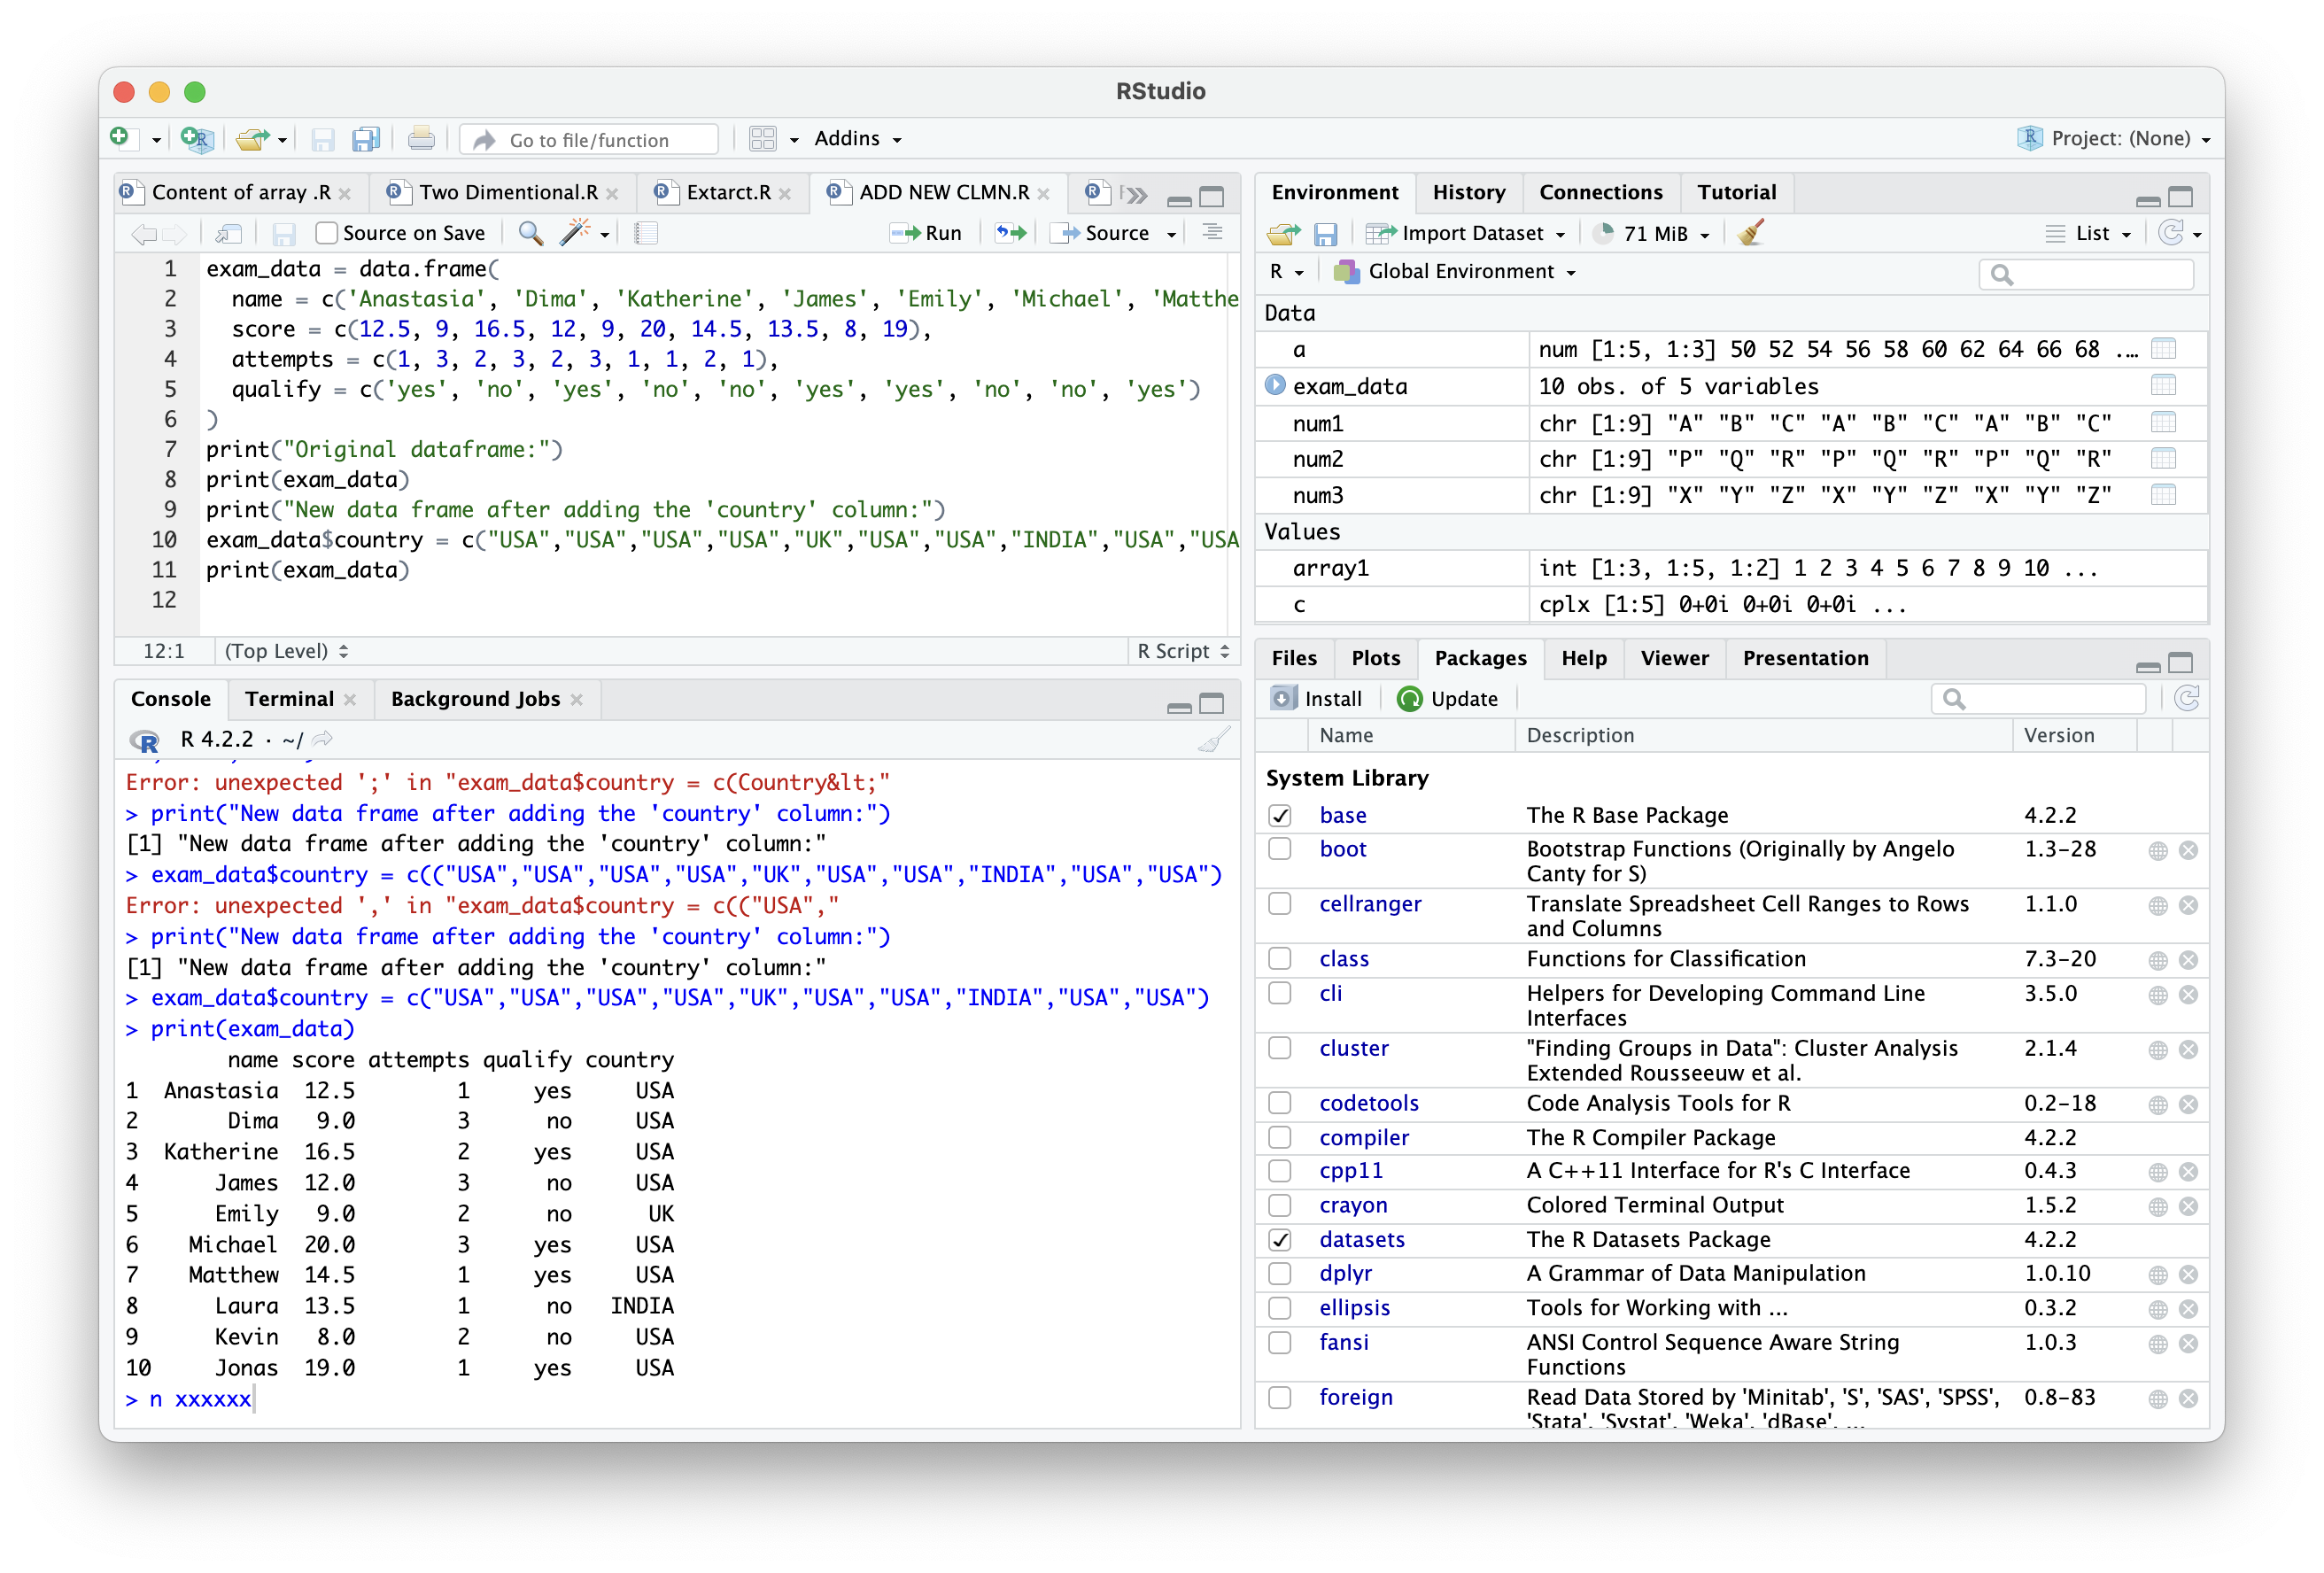 RStudio
Go to file/function
Addins
Project: (None)
Content of array .R
Two Dimentional.R
Extarct.R
ADD NEW CLMN.R
Source on Save
Run
Source
1 exam_data = data.frame(
2 name = c('Anastasia', 'Dima', 'Katherine', 'James', 'Emily', 'Michael', 'Matthe
3 score = c(12.5, 9, 16.5, 12, 9, 20, 14.5, 13.5, 8, 19),
4 attempts = c(1, 3, 2, 3, 2, 3, 1, 1, 2, 1),
5 qualify = c('yes', 'no', 'yes', 'no', 'no', 'yes', 'yes', 'no', 'no', 'yes')
6 )
7 print("Original dataframe:")
8 print(exam_data)
9 print("New data frame after adding the 'country' column:")
10 exam_data$country = c("USA","USA","USA","USA","UK","USA","USA","INDIA","USA","USA
11 print(exam_data)
12
12:1 (Top Level) R Script
Console Terminal Background Jobs
R 4.2.2 · ~/
Error: unexpected ';' in "exam_data$country = c(Country&lt;"
> print("New data frame after adding the 'country' column:")
[1] "New data frame after adding the 'country' column:"
> exam_data$country = c(("USA","USA","USA","USA","UK","USA","USA","INDIA","USA","USA")
Error: unexpected ',' in "exam_data$country = c(("USA","
> print("New data frame after adding the 'country' column:")
[1] "New data frame after adding the 'country' column:"
> exam_data$country = c("USA","USA","USA","USA","UK","USA","USA","INDIA","USA","USA")
> print(exam_data)
name score attempts qualify country
1 Anastasia 12.5 1 yes USA
2 Dima 9.0 3 no USA
3 Katherine 16.5 2 yes USA
4 James 12.0 3 no USA
5 Emily 9.0 2 no UK
6 Michael 20.0 3 yes USA
7 Matthew 14.5 1 yes USA
8 Laura 13.5 1 no INDIA
9 Kevin 8.0 2 no USA
10 Jonas 19.0 1 yes USA
> n xxxxxx
Environment History Connections Tutorial
Import Dataset 71 MiB List
R Global Environment
Data
a num [1:5, 1:3] 50 52 54 56 58 60 62 64 66 68 ...
exam_data 10 obs. of 5 variables
num1 chr [1:9] "A" "B" "C" "A" "B" "C" "A" "B" "C"
num2 chr [1:9] "P" "Q" "R" "P" "Q" "R" "P" "Q" "R"
num3 chr [1:9] "X" "Y" "Z" "X" "Y" "Z" "X" "Y" "Z"
Values
array1 int [1:3, 1:5, 1:2] 1 2 3 4 5 6 7 8 9 10 ...
c cplx [1:5] 0+0i 0+0i 0+0i ...
Files Plots Packages Help Viewer Presentation
Install Update
Name Description Version
System Library
base The R Base Package 4.2.2
boot Bootstrap Functions (Originally by Angelo 1.3-28
Canty for S)
cellranger Translate Spreadsheet Cell Ranges to Rows 1.1.0
and Columns
class Functions for Classification 7.3-20
cli Helpers for Developing Command Line 3.5.0
Interfaces
cluster "Finding Groups in Data": Cluster Analysis 2.1.4
Extended Rousseeuw et al.
codetools Code Analysis Tools for R 0.2-18
compiler The R Compiler Package 4.2.2
cpp11 A C++11 Interface for R's C Interface 0.4.3
crayon Colored Terminal Output 1.5.2
datasets The R Datasets Package 4.2.2
dplyr A Grammar of Data Manipulation 1.0.10
ellipsis Tools for Working with ... 0.3.2
fansi ANSI Control Sequence Aware String 1.0.3
Functions
foreign Read Data Stored by 'Minitab', 'S', 'SAS', 'SPSS', 0.8-83
'Stata', 'Systat', 'Weka', 'dBase', ...